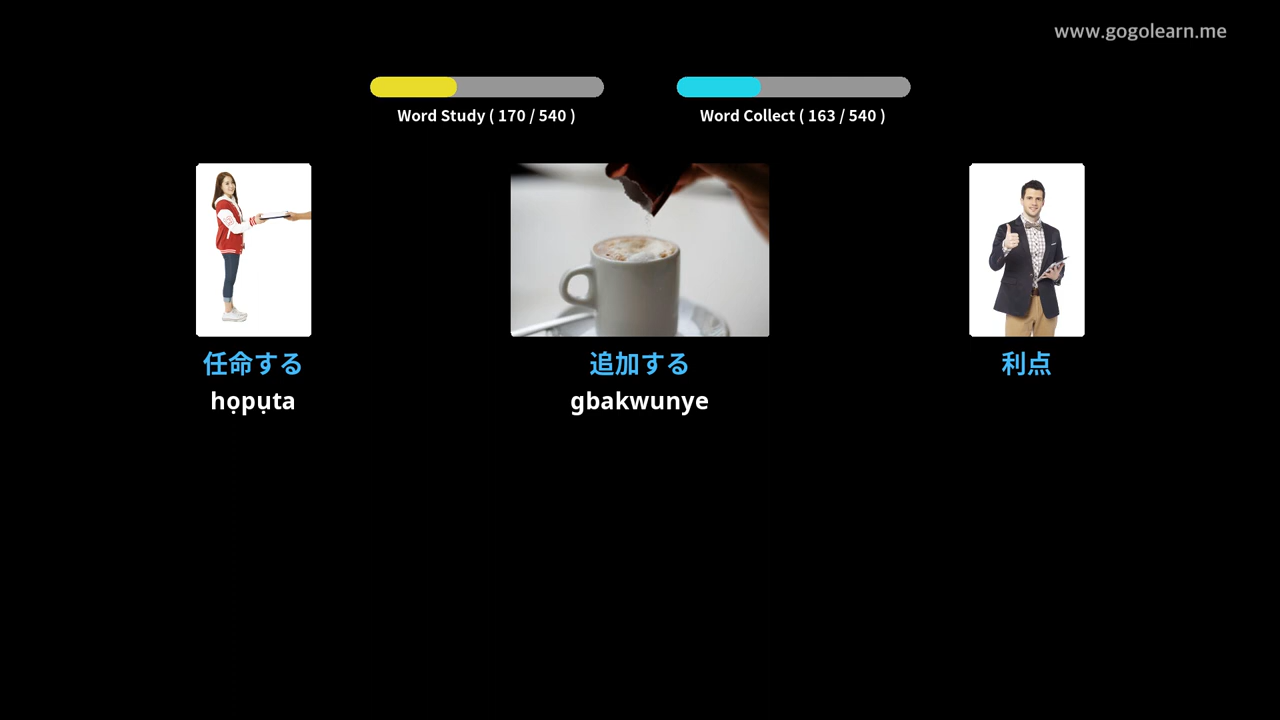 www.gogolearn.me
Word Study ( 170 / 540 )
Word Collect ( 163 / 540 )
任命する
họpụta
追加する
gbakwunye
利点